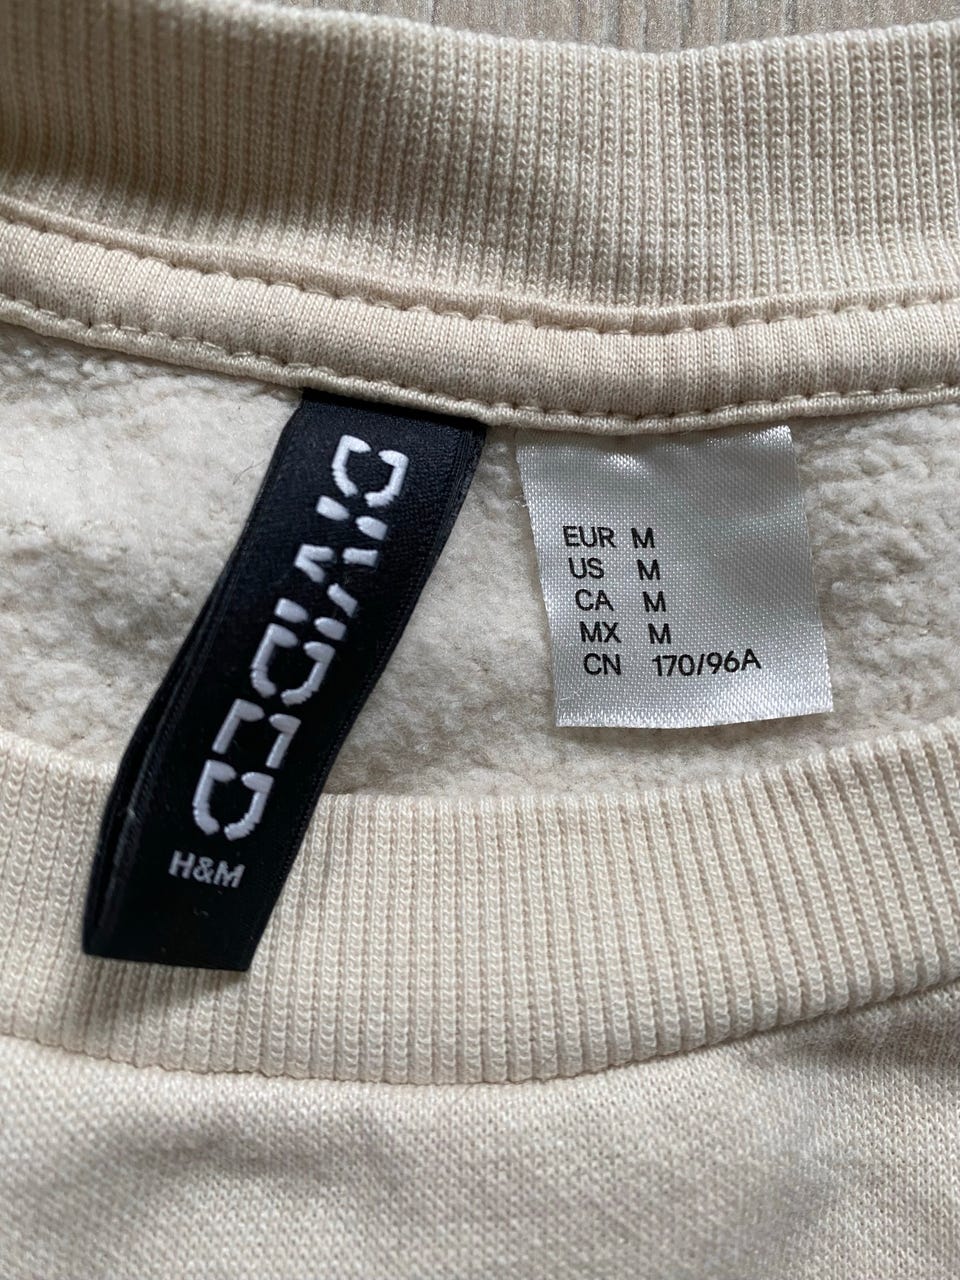 DIVIDED
H&M
EUR M
US M
CA M
MX M
CN 170/96A